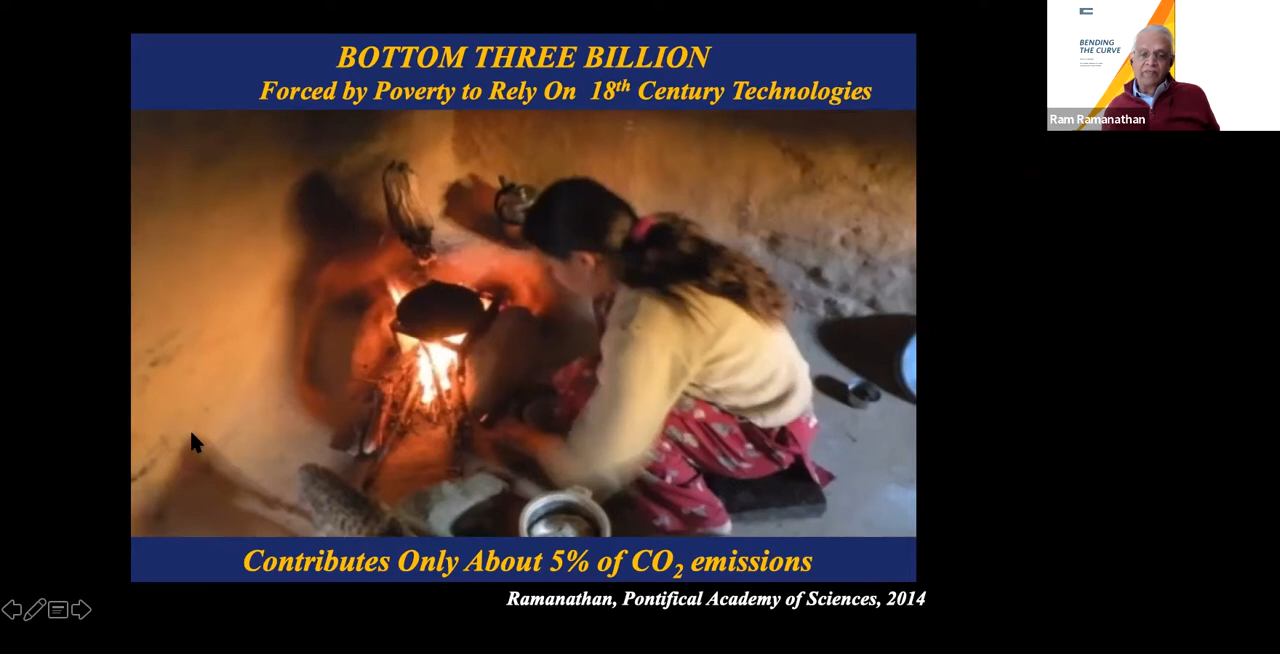 BOTTOM THREE BILLION
Forced by Poverty to Rely On 18th Century Technologies
Contributes Only About 5% of CO₂ emissions
Ramanathan, Pontifical Academy of Sciences, 2014
BENDING
THE CURVE
Ram Ramanathan